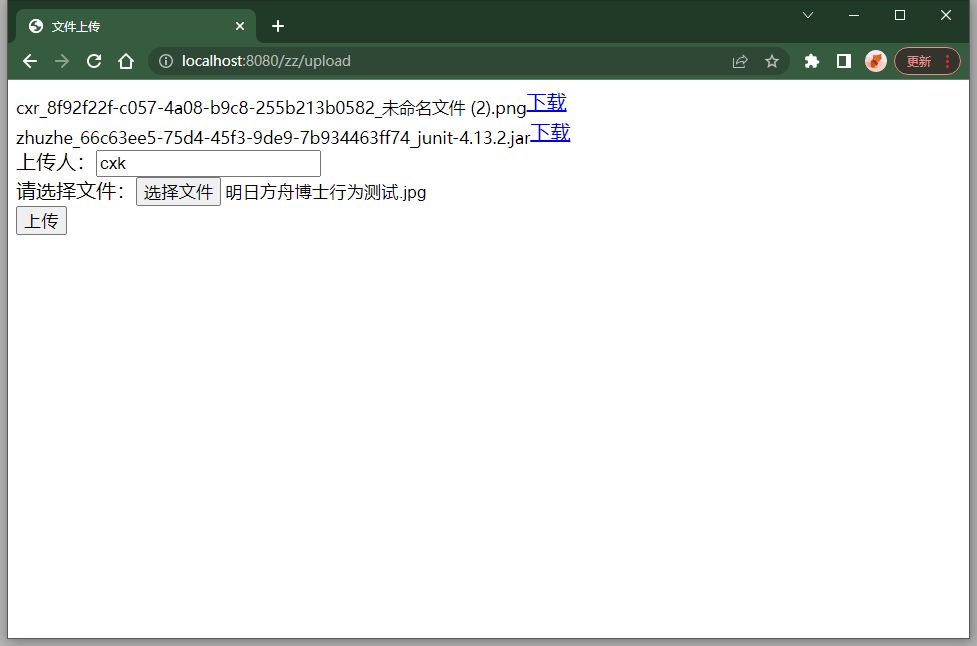 文件上传
localhost:8080/zz/upload
更新
cxr_8f92f22f-c057-4a08-b9c8-255b213b0582_未命名文件 (2).png下载
zhuzhe_66c63ee5-75d4-45f3-9de9-7b934463ff74_junit-4.13.2.jar下载
上传人：cxk
请选择文件：选择文件 明日方舟博士行为测试.jpg
上传